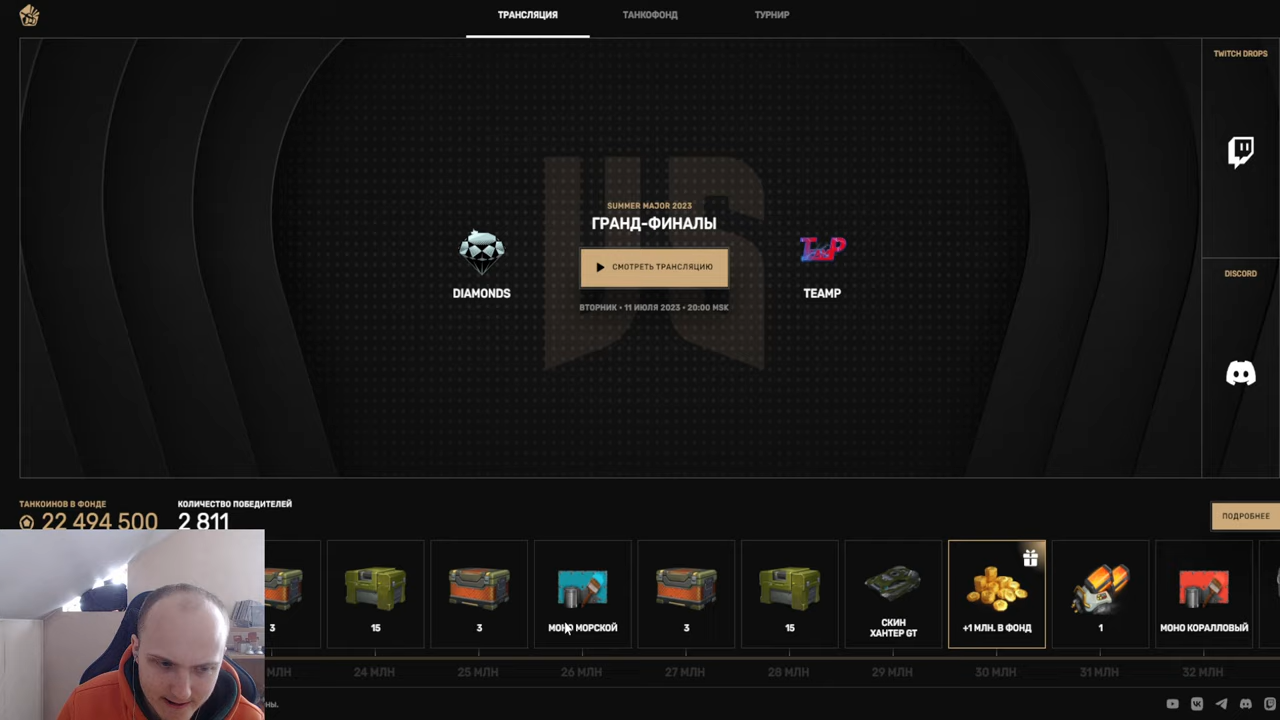 ТРАНСЛЯЦИЯ
ТАНКОФОНД
ТУРНИР
TWITCH DROPS
SUMMER MAJOR 2023
ГРАНД-ФИНАЛЫ
СМОТРЕТЬ ТРАНСЛЯЦИЮ
ВТОРНИК • 11 ИЮЛЯ 2023 • 20:00 MSK
DIAMONDS
TEAMP
DISCORD
ТАНКОИНОВ В ФОНДЕ
22 494 500
КОЛИЧЕСТВО ПОБЕДИТЕЛЕЙ
2 811
ПОДРОБНЕЕ
3
15
3
МОНО МОРСКОЙ
3
15
СКИН
ХАНТЕР GT
+1 МЛН. В ФОНД
1
МОНО КОРАЛЛОВЫЙ
МЛН
24 МЛН
25 МЛН
26 МЛН
27 МЛН
28 МЛН
29 МЛН
30 МЛН
31 МЛН
32 МЛН
ны.